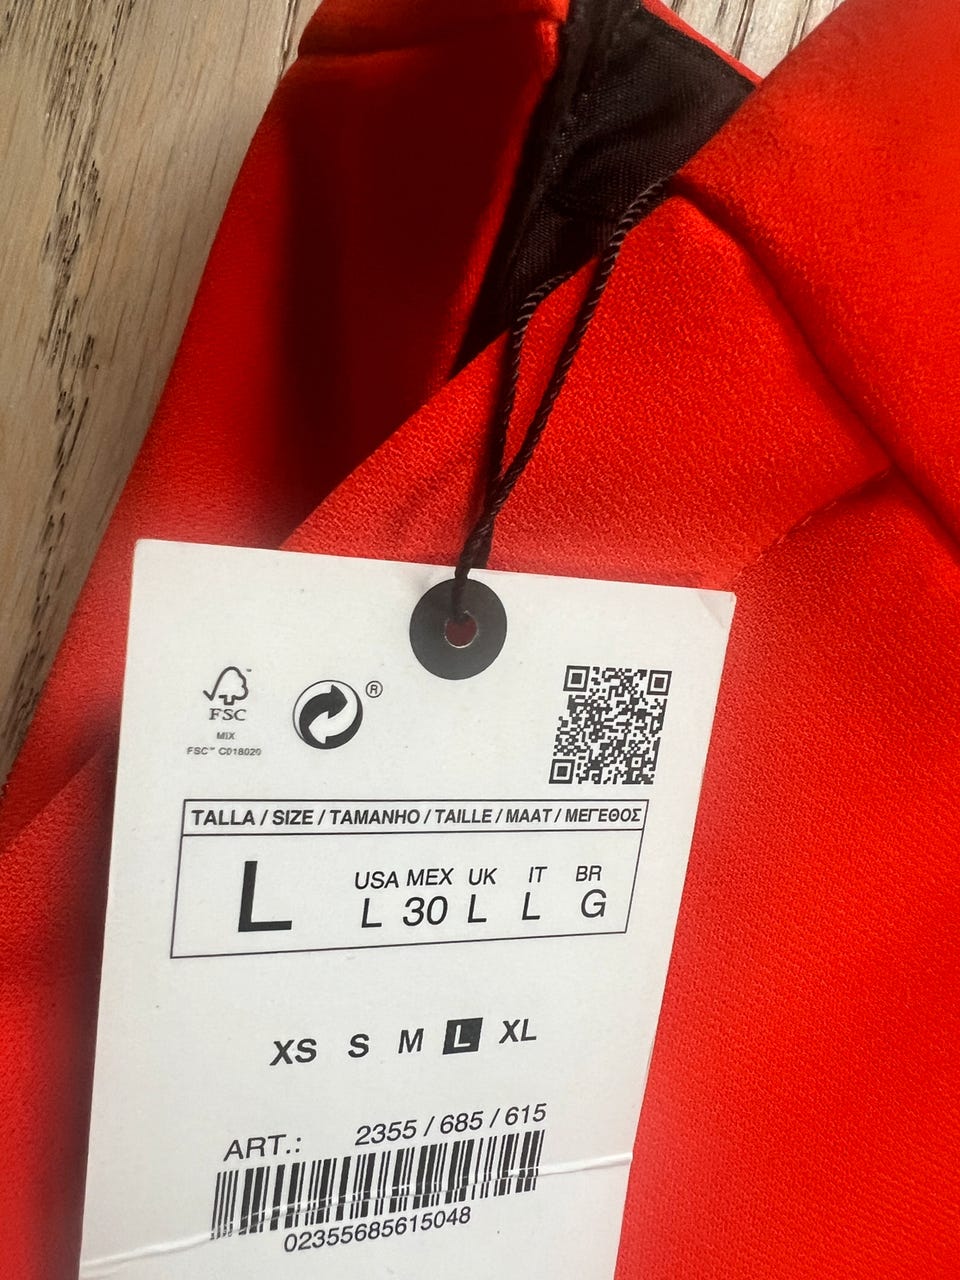 FSC
MIX
FSC™ C018020
®
TALLA / SIZE / TAMANHO / TAILLE / MAAT / ΜΕΓΕΘΟΣ
L
USA MEX UK IT BR
L 30 L L G
XS S M L XL
ART.: 2355 / 685 / 615
02355685615048